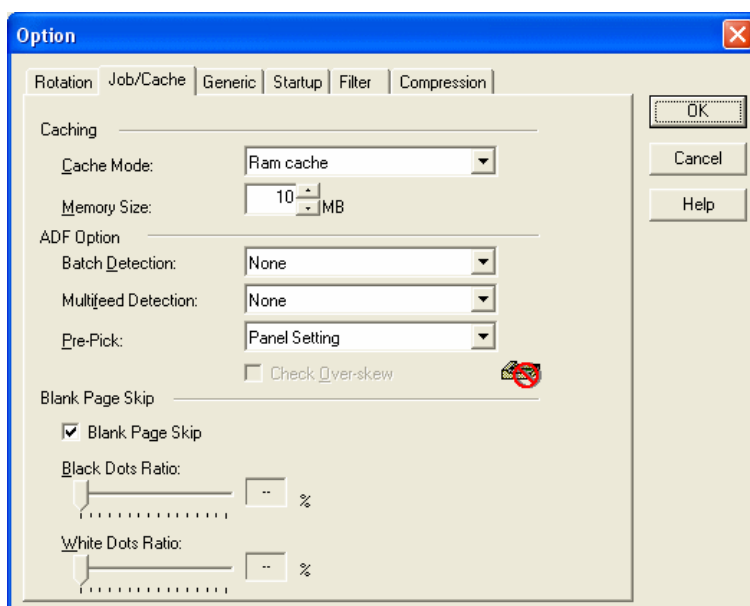 Option
Rotation Job/Cache Generic Startup Filter Compression
OK
Cancel
Help
Caching
Cache Mode: Ram cache
Memory Size: 10 MB
ADF Option
Batch Detection: None
Multifeed Detection: None
Pre-Pick: Panel Setting
Check Over-skew
Blank Page Skip
Blank Page Skip
Black Dots Ratio:
-- %
White Dots Ratio:
-- %